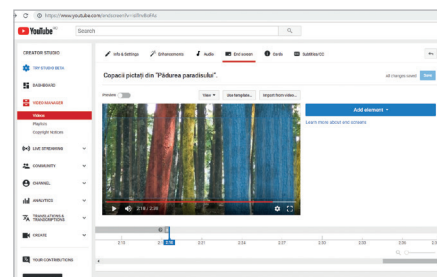 https://www.youtube.com/endscreen?v=
YouTube
Search
CREATOR STUDIO
Info & Settings
Enhancements
Audio
End screen
Cards
Subtitles/CC
TRY STUDIO BETA
Copacii pictați din "Pădurea paradisului".
all changes saved
Save
DASHBOARD
Preview
View
Use template...
Import from video...
VIDEO MANAGER
Add element
Videos
Learn more about end screens
Playlists
Copyright Notices
LIVE STREAMING
COMMUNITY
CHANNEL
ANALYTICS
TRANSLATIONS &
TRANSCRIPTIONS
CREATE
YOUR CONTRIBUTIONS